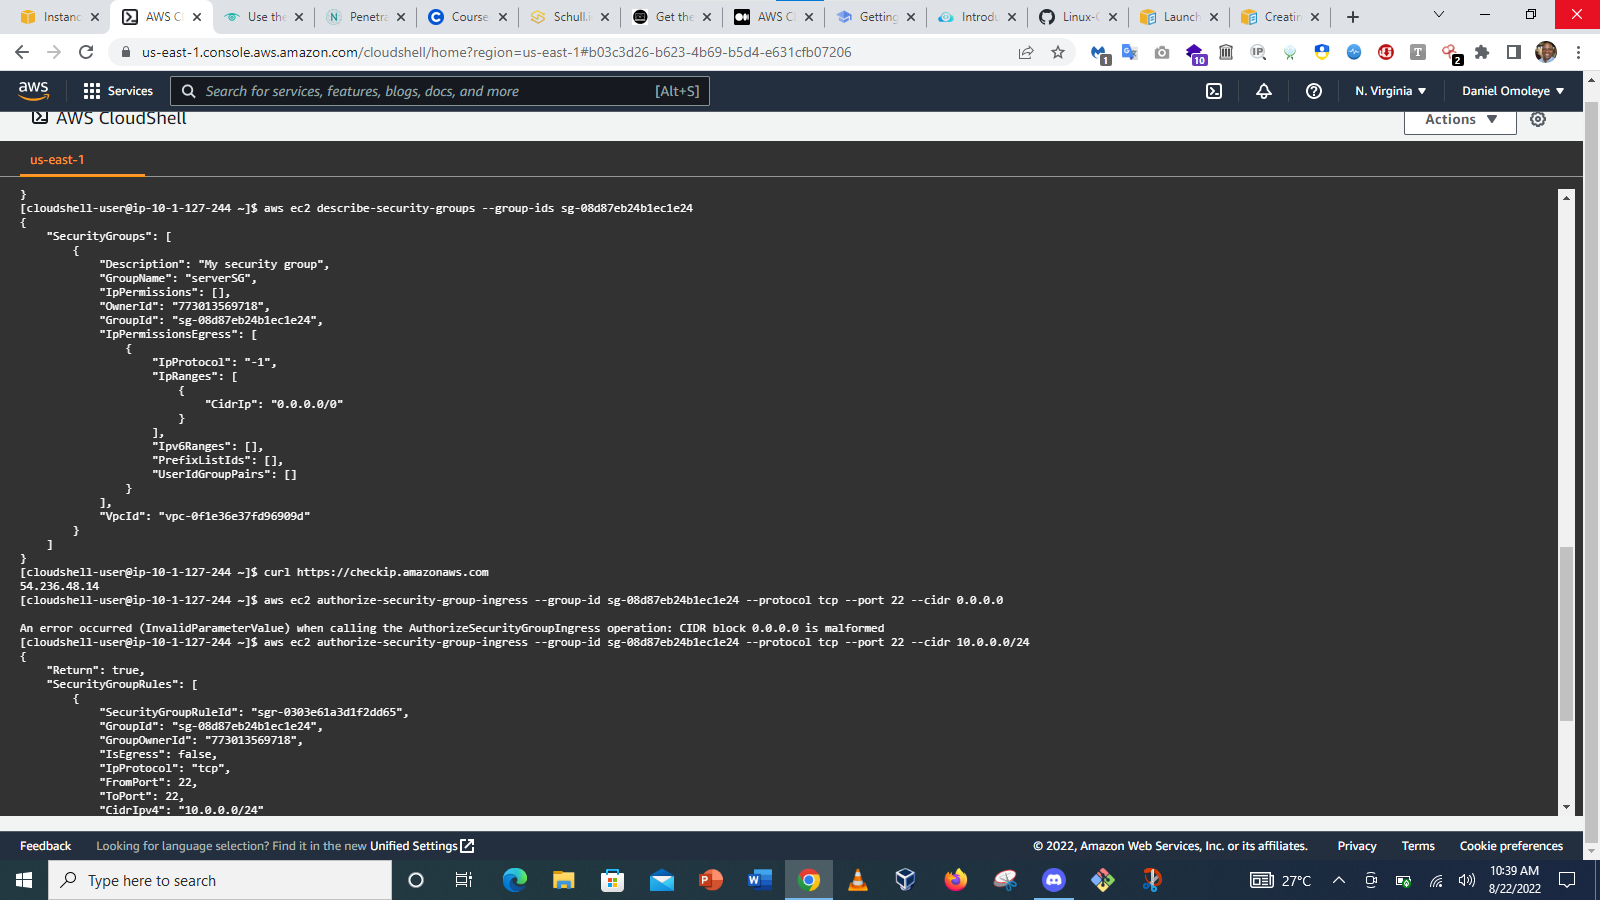 Instanc
AWS Cl
Use the
Penetra
Course
Schull.i
Get the
AWS Cl
Getting
Introdu
Linux-C
Launch
Creatin
us-east-1.console.aws.amazon.com/cloudshell/home?region=us-east-1#b03c3d26-b623-4b69-b5d4-e631cfb07206
1
10
IP
T
2
aws
Services
Search for services, features, blogs, docs, and more
[Alt+S]
N. Virginia
Daniel Omoleye
AWS CloudShell
Actions
us-east-1
}
[cloudshell-user@ip-10-1-127-244 ~]$ aws ec2 describe-security-groups --group-ids sg-08d87eb24b1ec1e24
{
"SecurityGroups": [
{
"Description": "My security group",
"GroupName": "serverSG",
"IpPermissions": [],
"OwnerId": "773013569718",
"GroupId": "sg-08d87eb24b1ec1e24",
"IpPermissionsEgress": [
{
"IpProtocol": "-1",
"IpRanges": [
{
"CidrIp": "0.0.0.0/0"
}
],
"Ipv6Ranges": [],
"PrefixListIds": [],
"UserIdGroupPairs": []
}
],
"VpcId": "vpc-0f1e36e37fd96909d"
}
]
}
[cloudshell-user@ip-10-1-127-244 ~]$ curl https://checkip.amazonaws.com
54.236.48.14
[cloudshell-user@ip-10-1-127-244 ~]$ aws ec2 authorize-security-group-ingress --group-id sg-08d87eb24b1ec1e24 --protocol tcp --port 22 --cidr 0.0.0.0
An error occurred (InvalidParameterValue) when calling the AuthorizeSecurityGroupIngress operation: CIDR block 0.0.0.0 is malformed
[cloudshell-user@ip-10-1-127-244 ~]$ aws ec2 authorize-security-group-ingress --group-id sg-08d87eb24b1ec1e24 --protocol tcp --port 22 --cidr 10.0.0.0/24
{
"Return": true,
"SecurityGroupRules": [
{
"SecurityGroupRuleId": "sgr-0303e61a3d1f2dd65",
"GroupId": "sg-08d87eb24b1ec1e24",
"GroupOwnerId": "773013569718",
"IsEgress": false,
"IpProtocol": "tcp",
"FromPort": 22,
"ToPort": 22,
"CidrIpv4": "10.0.0.0/24"
Feedback
Looking for language selection? Find it in the new Unified Settings
© 2022, Amazon Web Services, Inc. or its affiliates.
Privacy
Terms
Cookie preferences
Type here to search
27°C
10:39 AM
8/22/2022